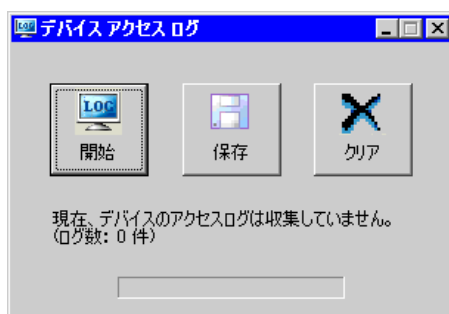 LOG デバイス アクセス ログ
LOG
開始 保存 クリア
現在、デバイスのアクセスログは収集していません。
(ログ数: 0 件)